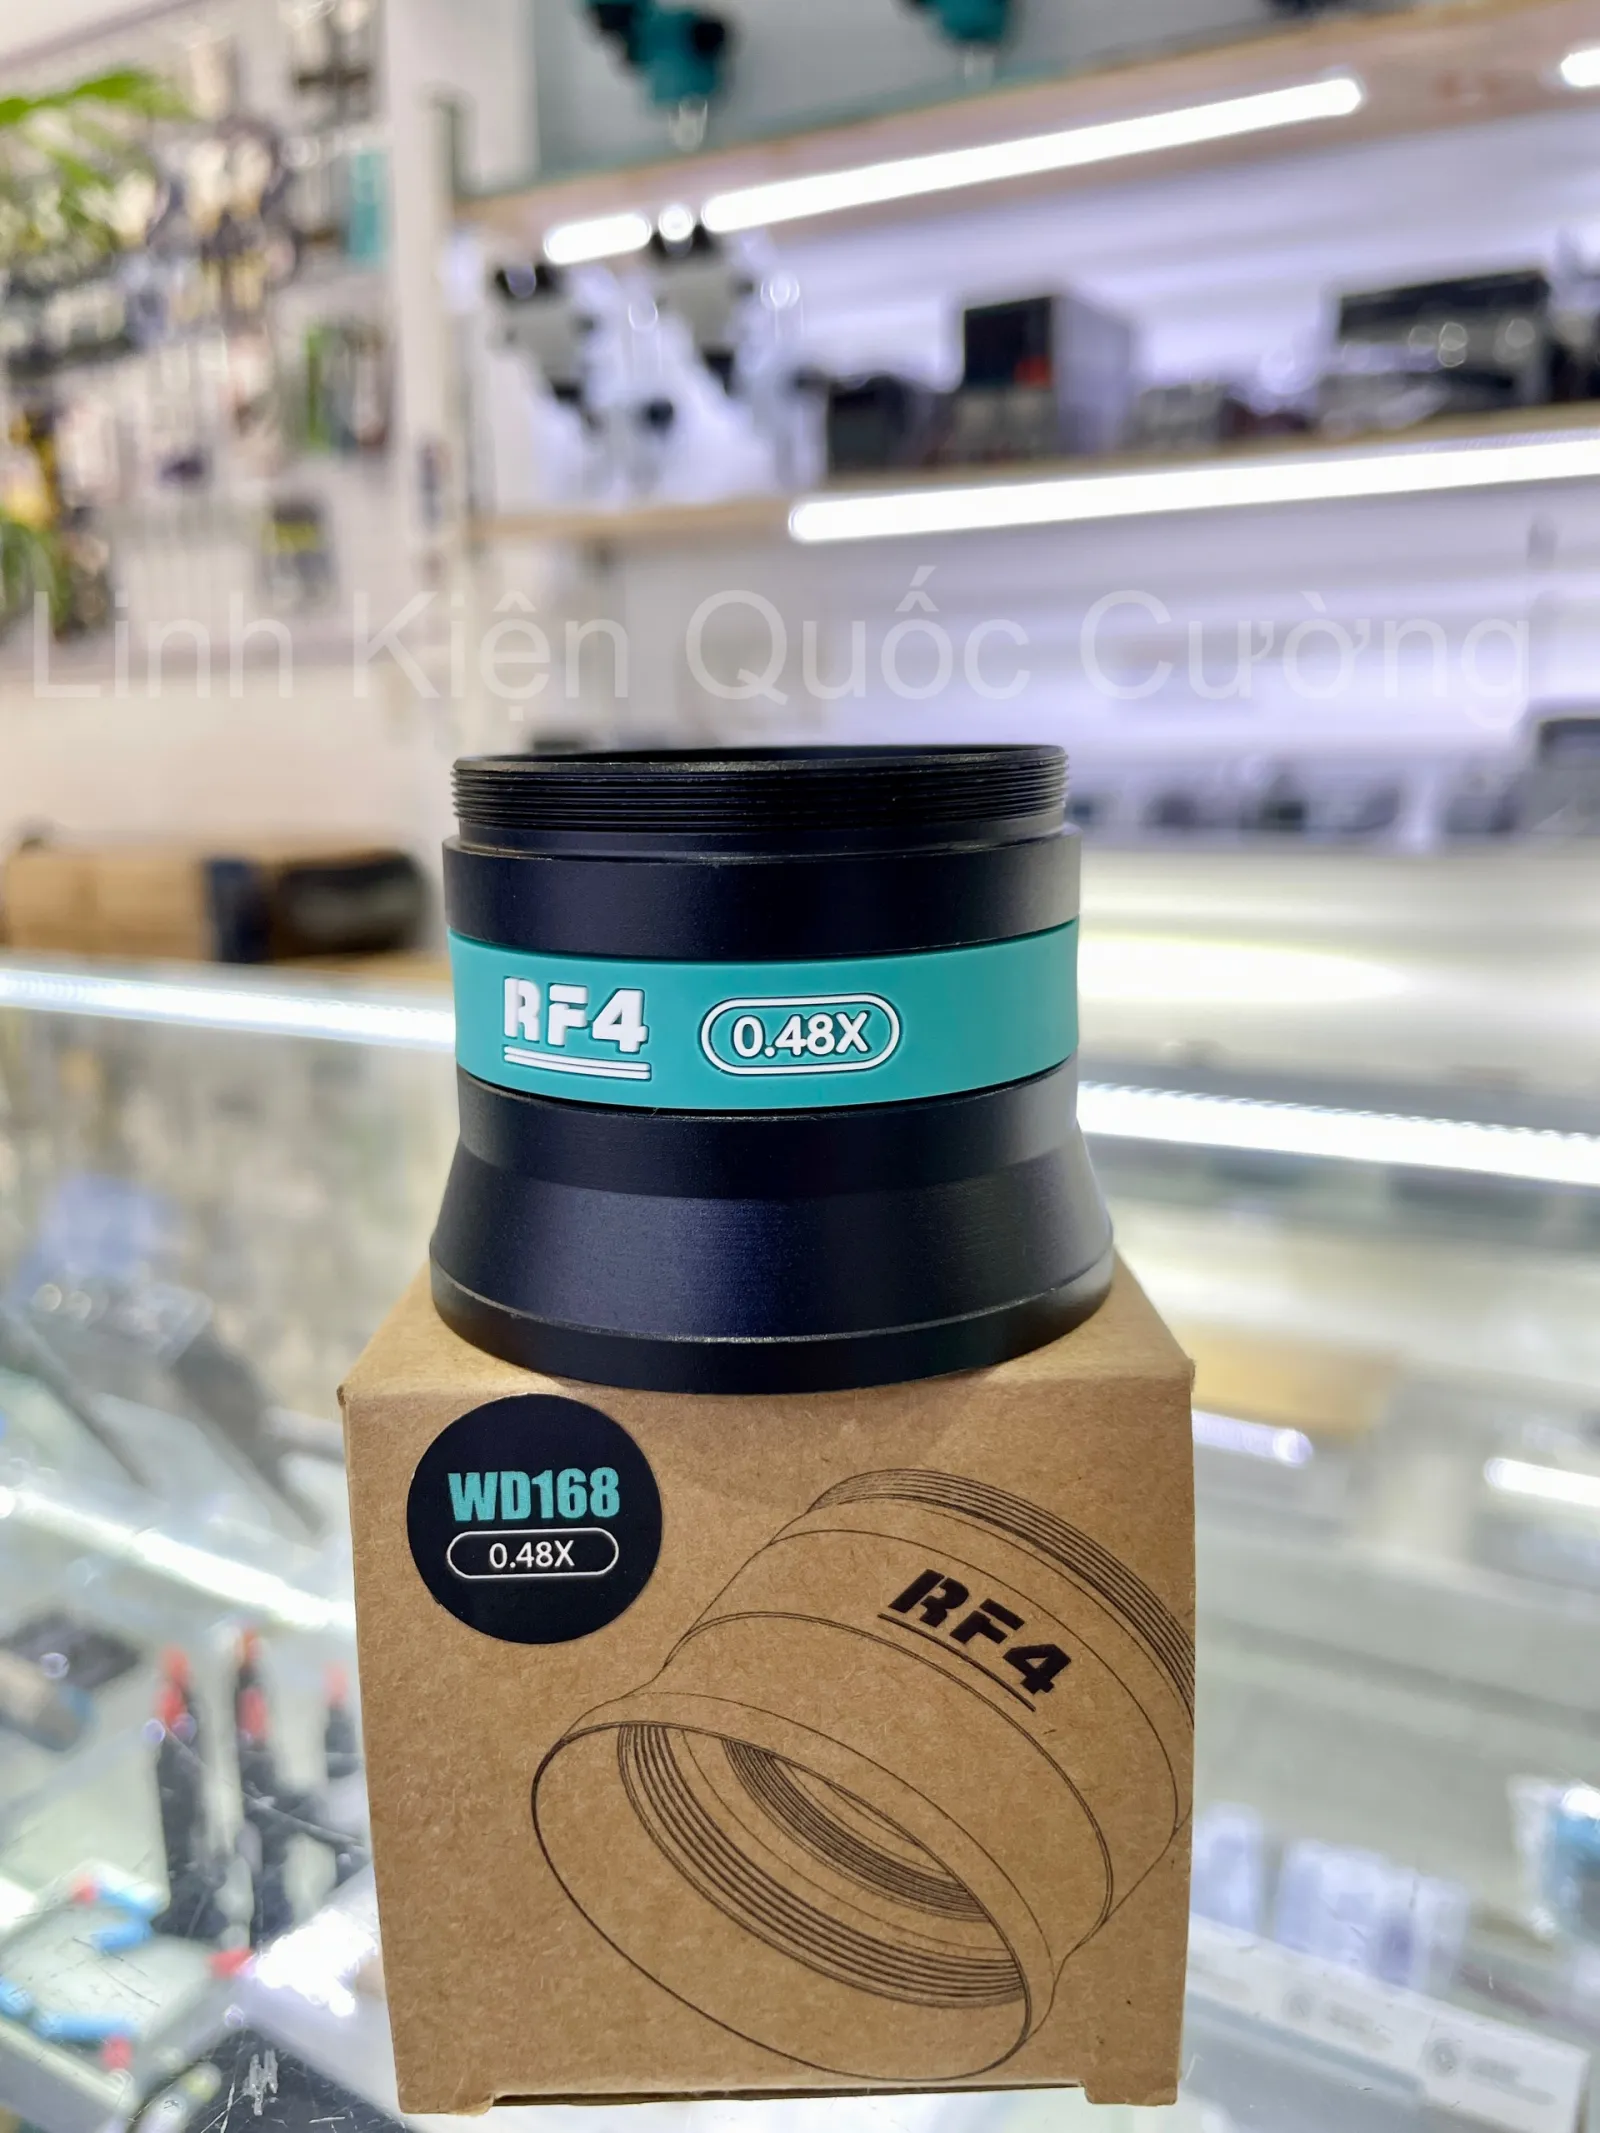 Linh Kiện Quốc Cường
RF4 0.48X
WD168
0.48X
RF4